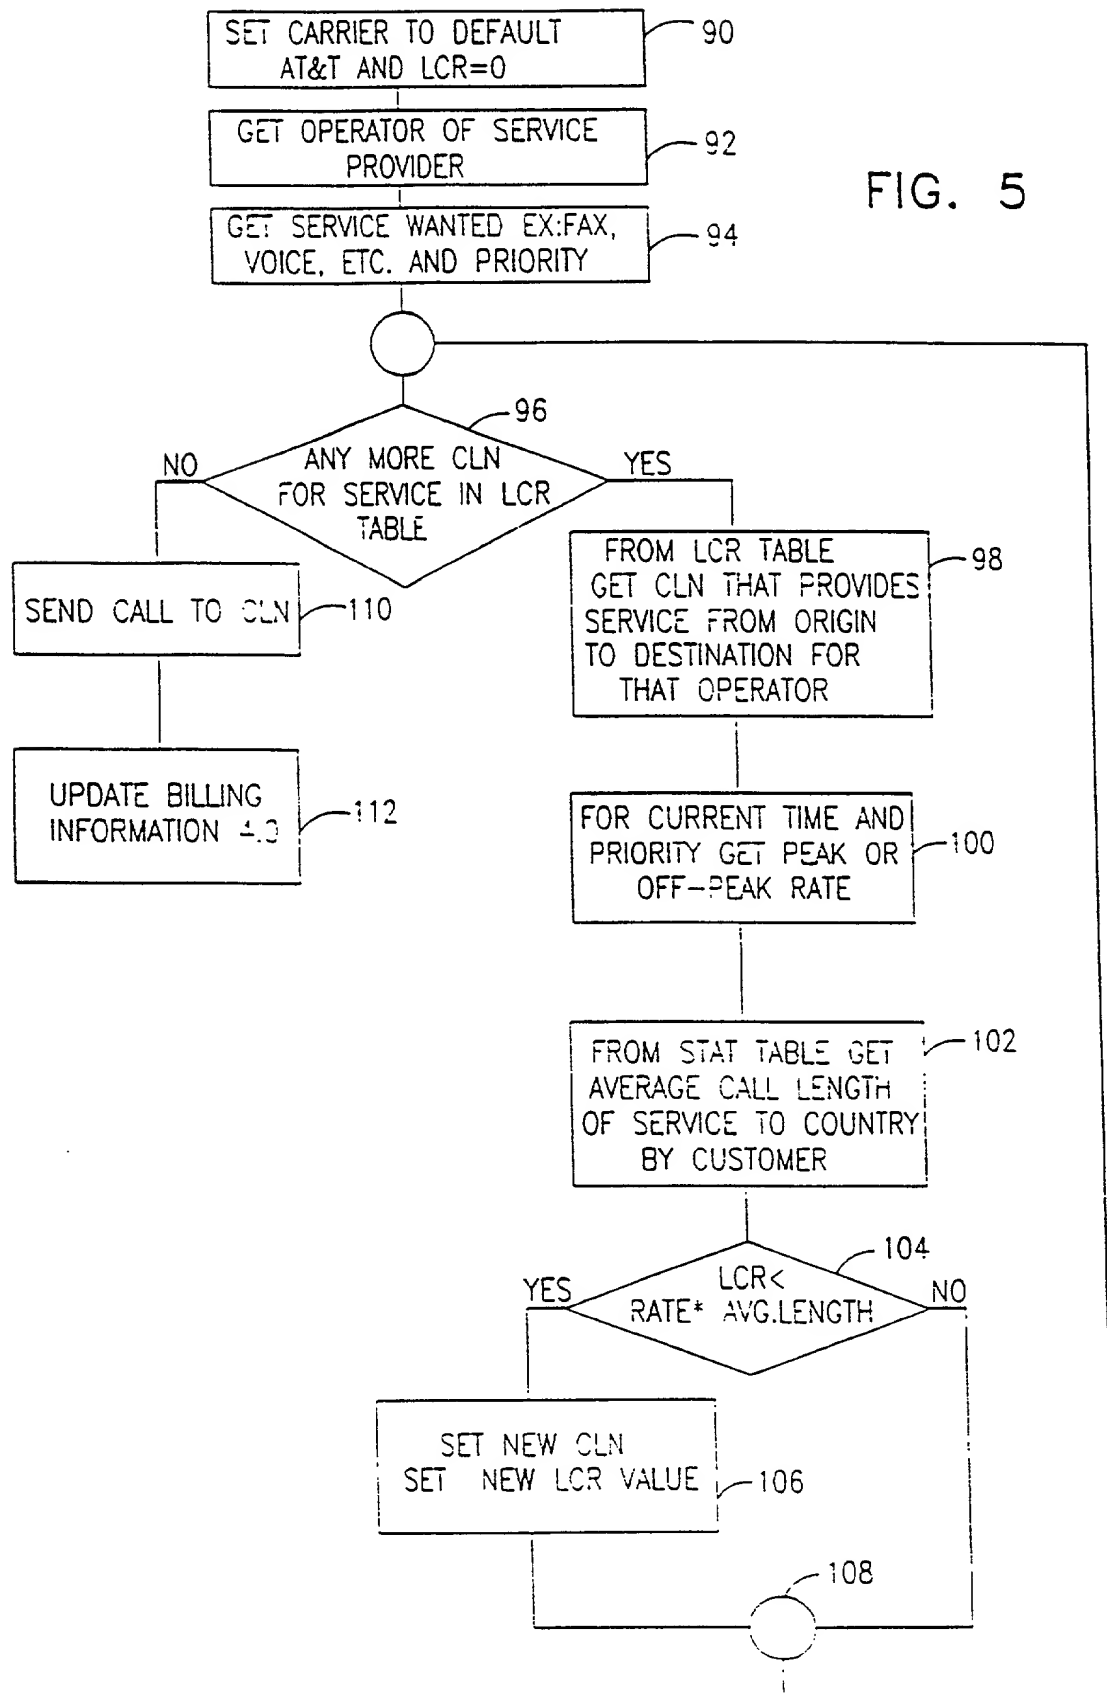 SET CARRIER TO DEFAULT
AT&T AND LCR=0
90
GET OPERATOR OF SERVICE
PROVIDER
92
FIG. 5
GET SERVICE WANTED EX:FAX,
VOICE, ETC. AND PRIORITY
94
96
ANY MORE CLN
FOR SERVICE IN LCR
TABLE
NO
YES
FROM LCR TABLE
GET CLN THAT PROVIDES
SERVICE FROM ORIGIN
TO DESTINATION FOR
THAT OPERATOR
98
SEND CALL TO CLN
110
UPDATE BILLING
INFORMATION
112
FOR CURRENT TIME AND
PRIORITY GET PEAK OR
OFF-PEAK RATE
100
FROM STAT TABLE GET
AVERAGE CALL LENGTH
OF SERVICE TO COUNTRY
BY CUSTOMER
102
104
YES
LCR<
RATE* AVG.LENGTH
NO
SET NEW CLN
SET NEW LCR VALUE
106
108